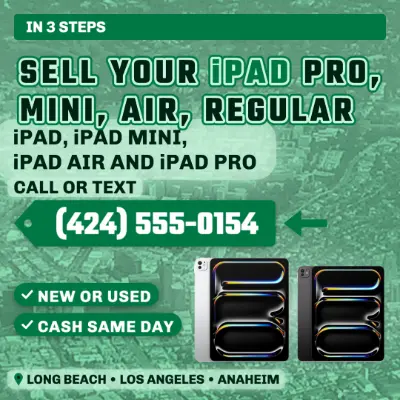 IN 3 STEPS
SELL YOUR iPAD PRO,
MINI, AIR, REGULAR
iPAD, iPAD MINI,
iPAD AIR AND iPAD PRO
CALL OR TEXT
(424) 555-0154
NEW OR USED
CASH SAME DAY
LONG BEACH • LOS ANGELES • ANAHEIM